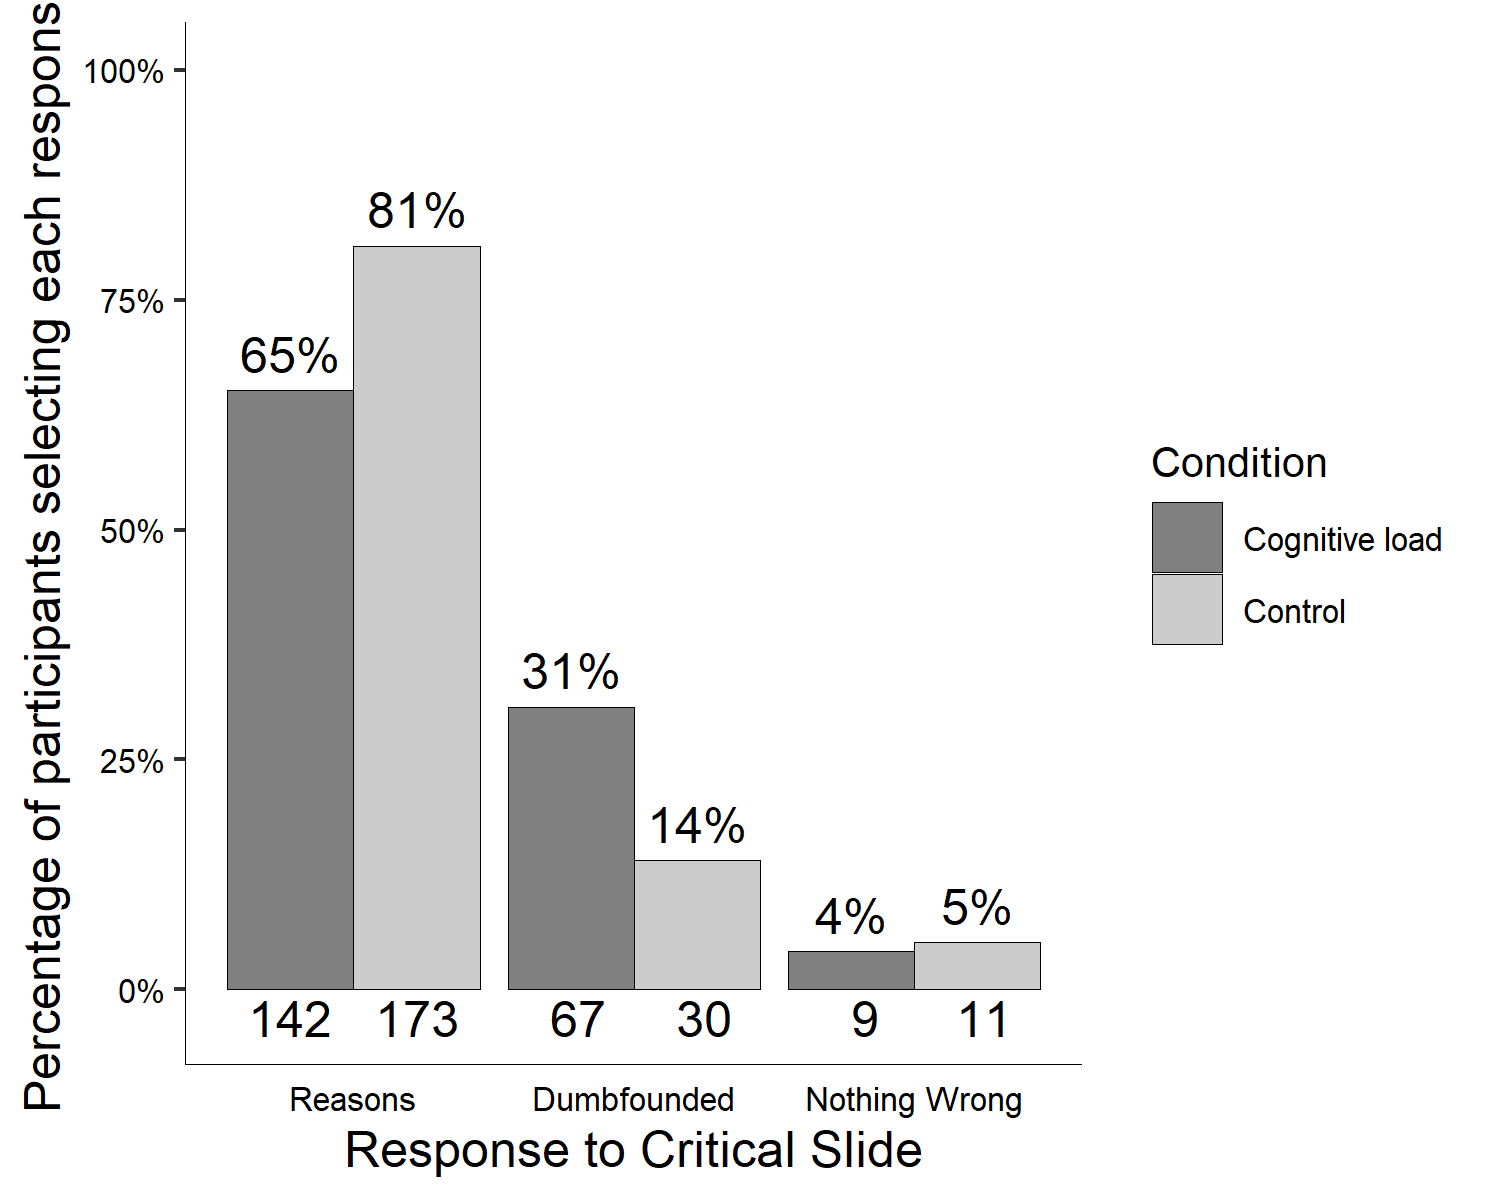 Percentage of participants selecting each respons
100%
75%
50%
25%
0%
65%
81%
31%
14%
4%
5%
142
173
67
30
9
11
Reasons
Dumbfounded
Nothing Wrong
Response to Critical Slide
Condition
Cognitive load
Control